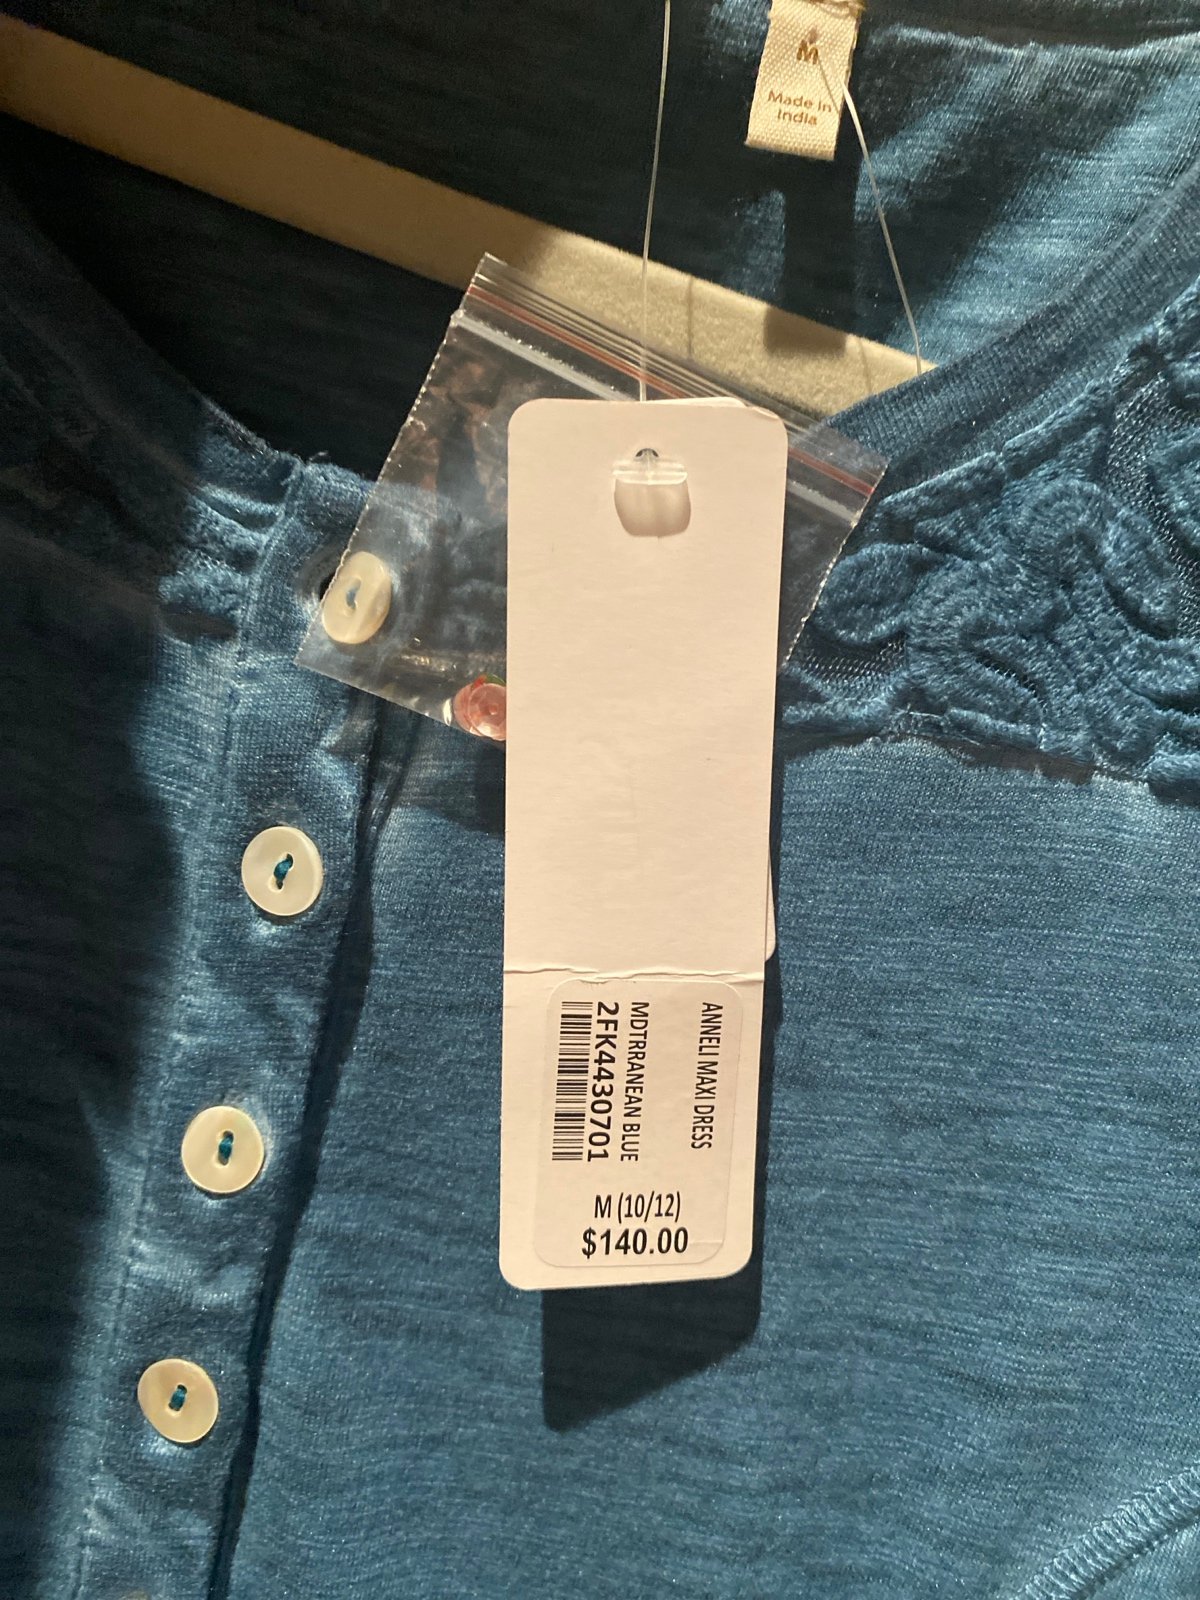 M
Made in
India
ANNELI MAXI DRESS
MDTRRANEAN BLUE
2FK4430701
M (10/12)
$140.00